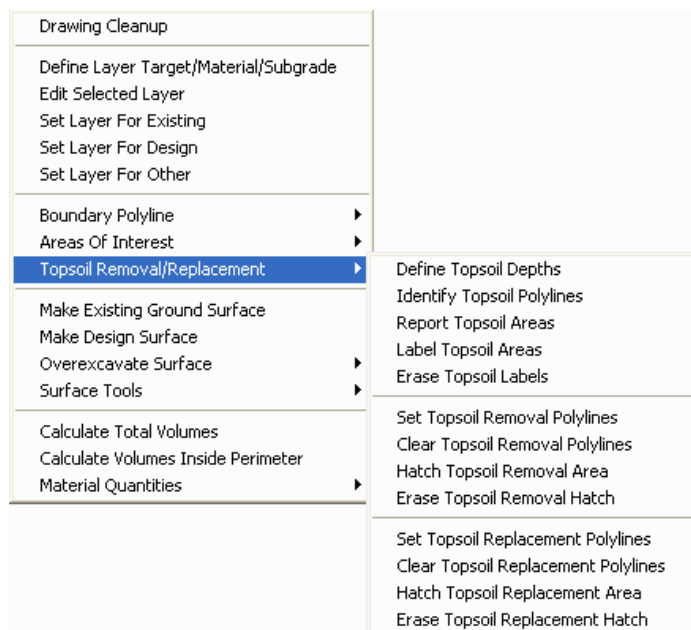 Drawing Cleanup
Define Layer Target/Material/Subgrade
Edit Selected Layer
Set Layer For Existing
Set Layer For Design
Set Layer For Other
Boundary Polyline
Areas Of Interest
Topsoil Removal/Replacement
Make Existing Ground Surface
Make Design Surface
Overexcavate Surface
Surface Tools
Calculate Total Volumes
Calculate Volumes Inside Perimeter
Material Quantities
Define Topsoil Depths
Identify Topsoil Polylines
Report Topsoil Areas
Label Topsoil Areas
Erase Topsoil Labels
Set Topsoil Removal Polylines
Clear Topsoil Removal Polylines
Hatch Topsoil Removal Area
Erase Topsoil Removal Hatch
Set Topsoil Replacement Polylines
Clear Topsoil Replacement Polylines
Hatch Topsoil Replacement Area
Erase Topsoil Replacement Hatch